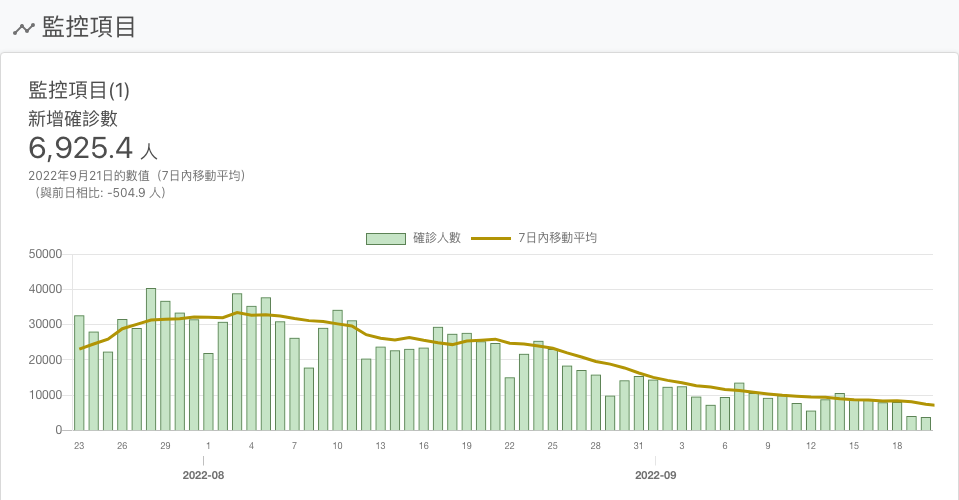 監控項目
監控項目(1)
新增確診數
6,925.4 人
2022年9月21日的數值（7日內移動平均）
（與前日相比: -504.9 人）
確診人數 7日內移動平均
50000
40000
30000
20000
10000
0
23 26 29 1 4 7 10 13 16 19 22 25 28 31 3 6 9 12 15 18
2022-08 2022-09